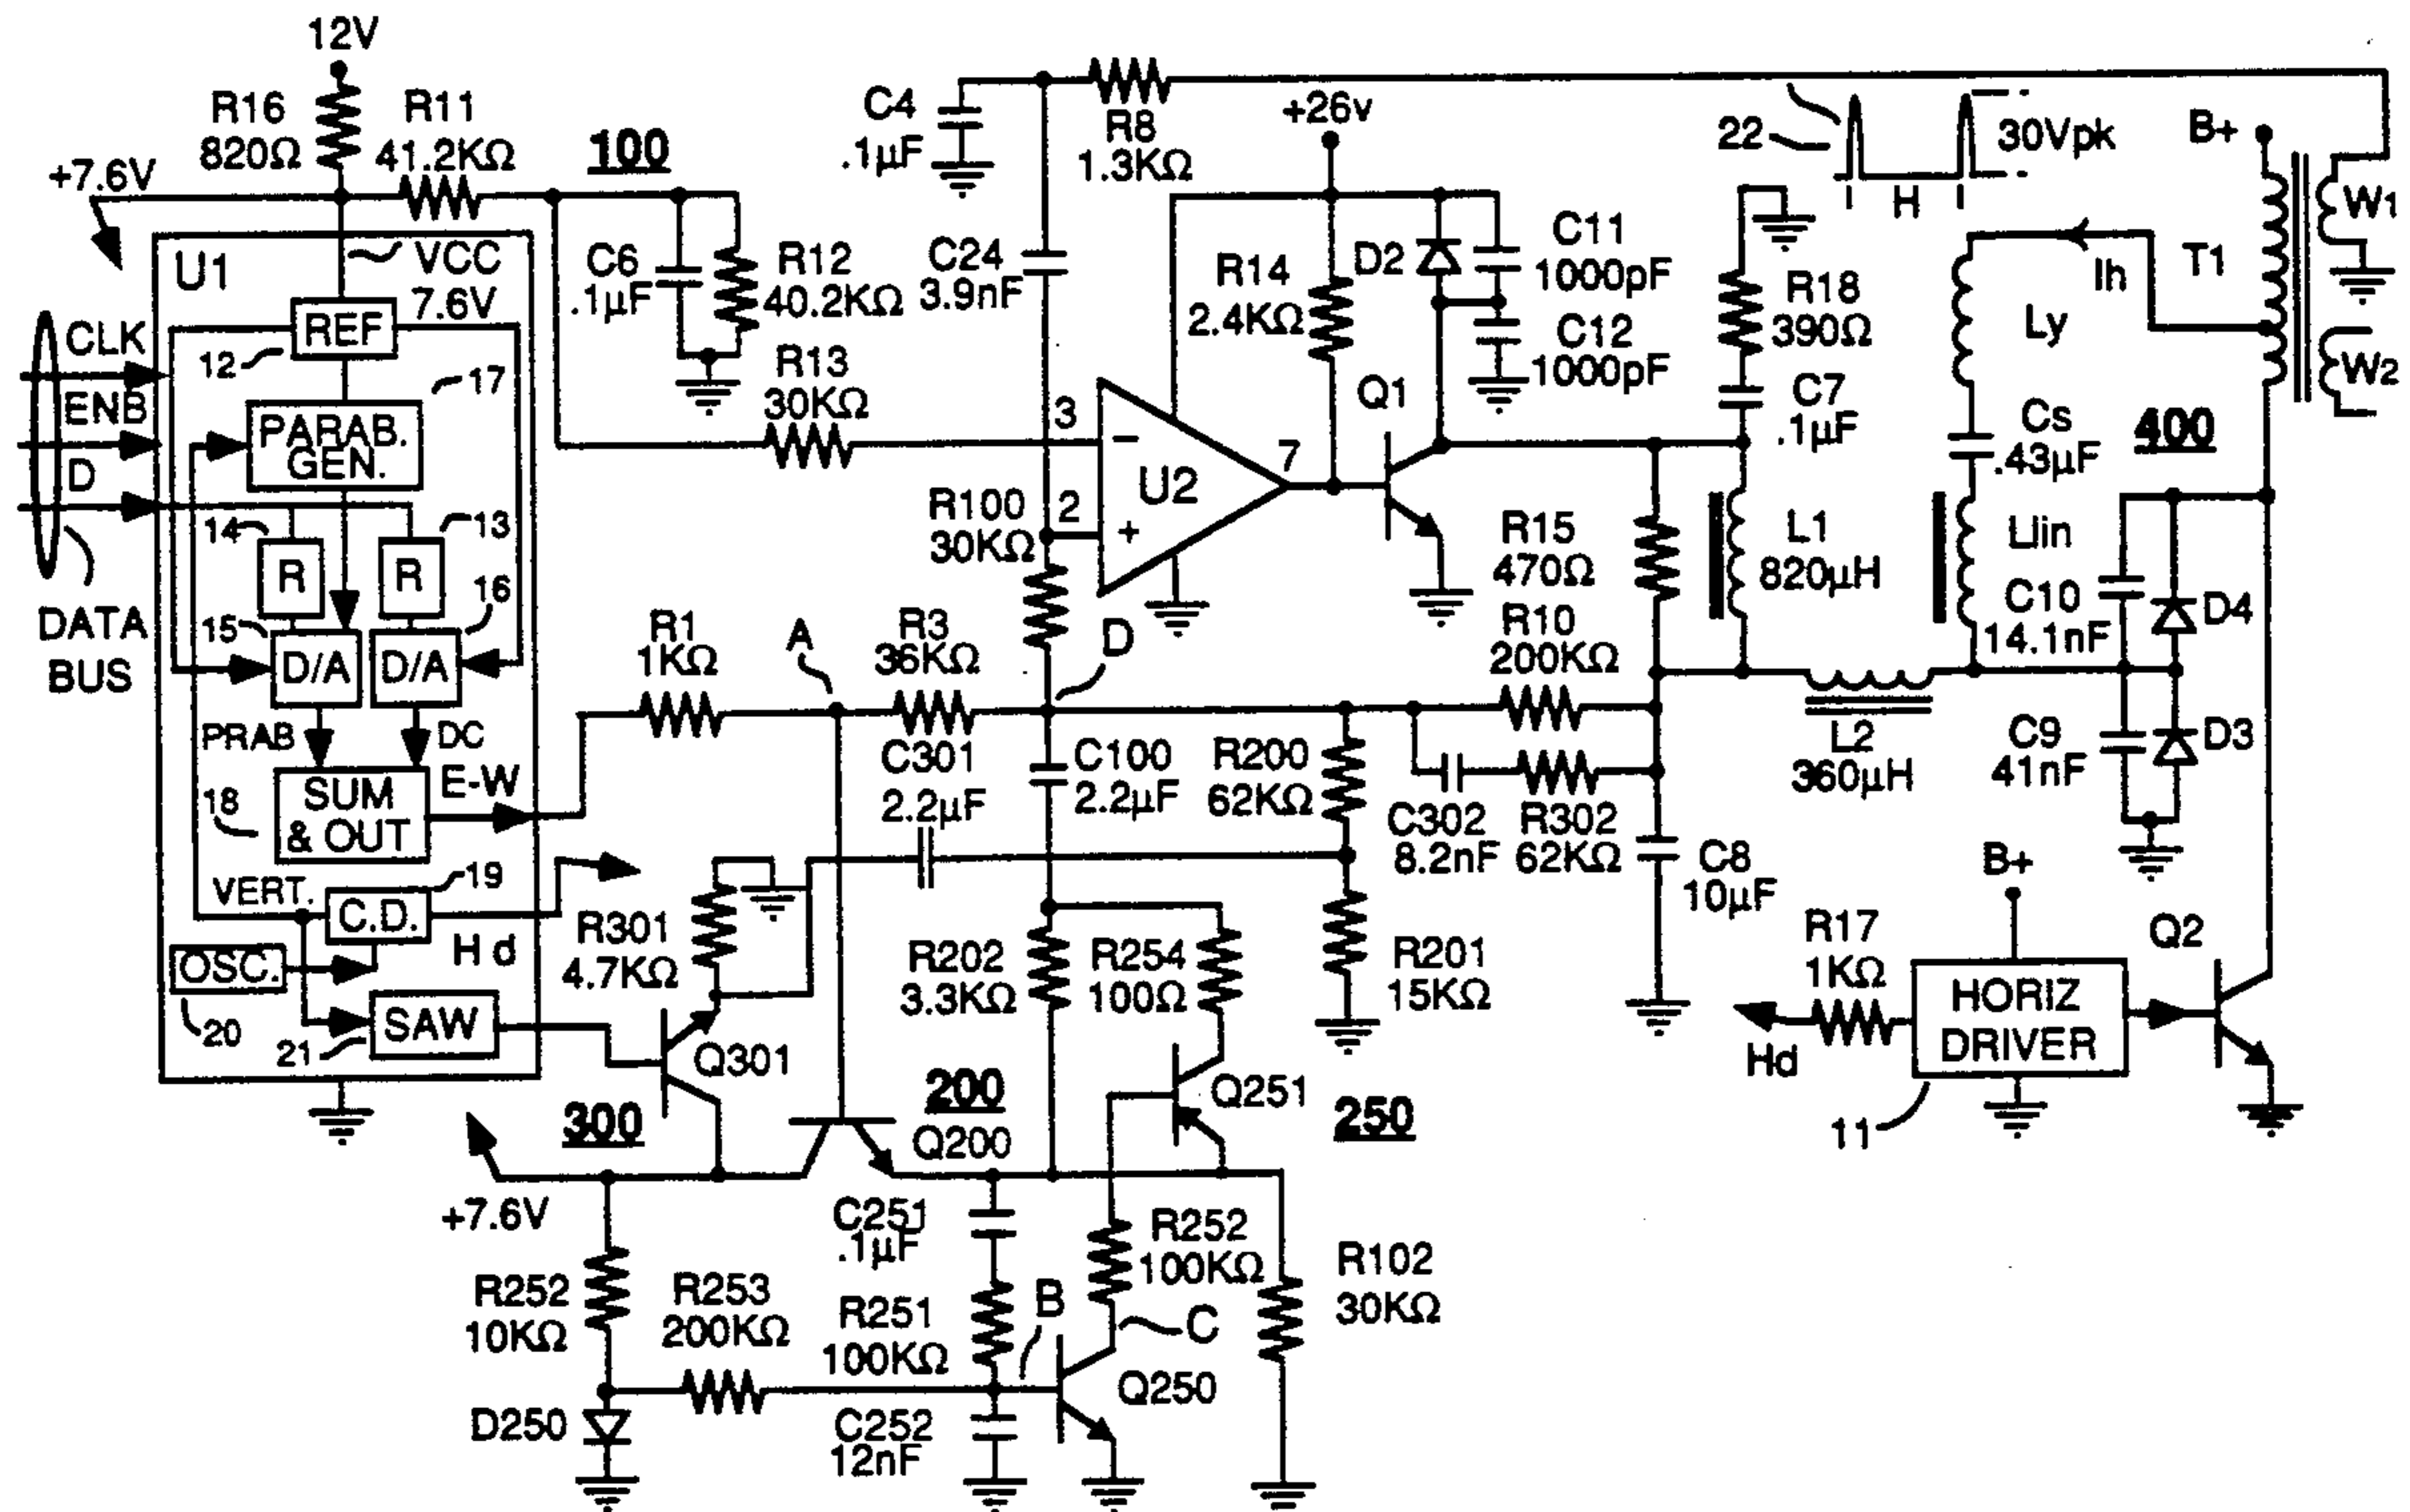 12V
R16
820Ω
R11
41.2KΩ
100
+7.6V
U1
VCC
7.6V
REF
12
CLK
ENB
D
DATA
BUS
17
PARAB.
GEN.
14
13
R
R
15
16
D/A
D/A
PRAB
DC
E-W
18
SUM
& OUT
VERT.
19
C.D.
OSC.
20
Hd
SAW
21
C6
.1µF
R12
40.2KΩ
R13
30KΩ
C4
.1µF
R8
1.3KΩ
C24
3.9nF
+26v
R14
2.4KΩ
D2
C11
1000pF
C12
1000pF
3
−
2
+
U2
7
Q1
R100
30KΩ
22
30Vpk
H
R18
390Ω
C7
.1µF
B+
W1
T1
W2
Ih
Ly
Cs
.43µF
400
R15
470Ω
L1
820µH
Llin
C10
14.1nF
D4
R1
1KΩ
A
R3
36KΩ
D
R10
200KΩ
L2
360µH
C9
41nF
D3
C301
2.2µF
C100
2.2µF
R200
62KΩ
C302
8.2nF
R302
62KΩ
C8
10µF
R301
4.7KΩ
R202
3.3KΩ
R254
100Ω
R201
15KΩ
B+
R17
1KΩ
Hd
HORIZ
DRIVER
11
Q2
Q301
300
200
Q200
Q251
250
+7.6V
C251
.1µF
R252
100KΩ
R102
30KΩ
R252
10KΩ
R253
200KΩ
R251
100KΩ
B
C
D250
C252
12nF
Q250